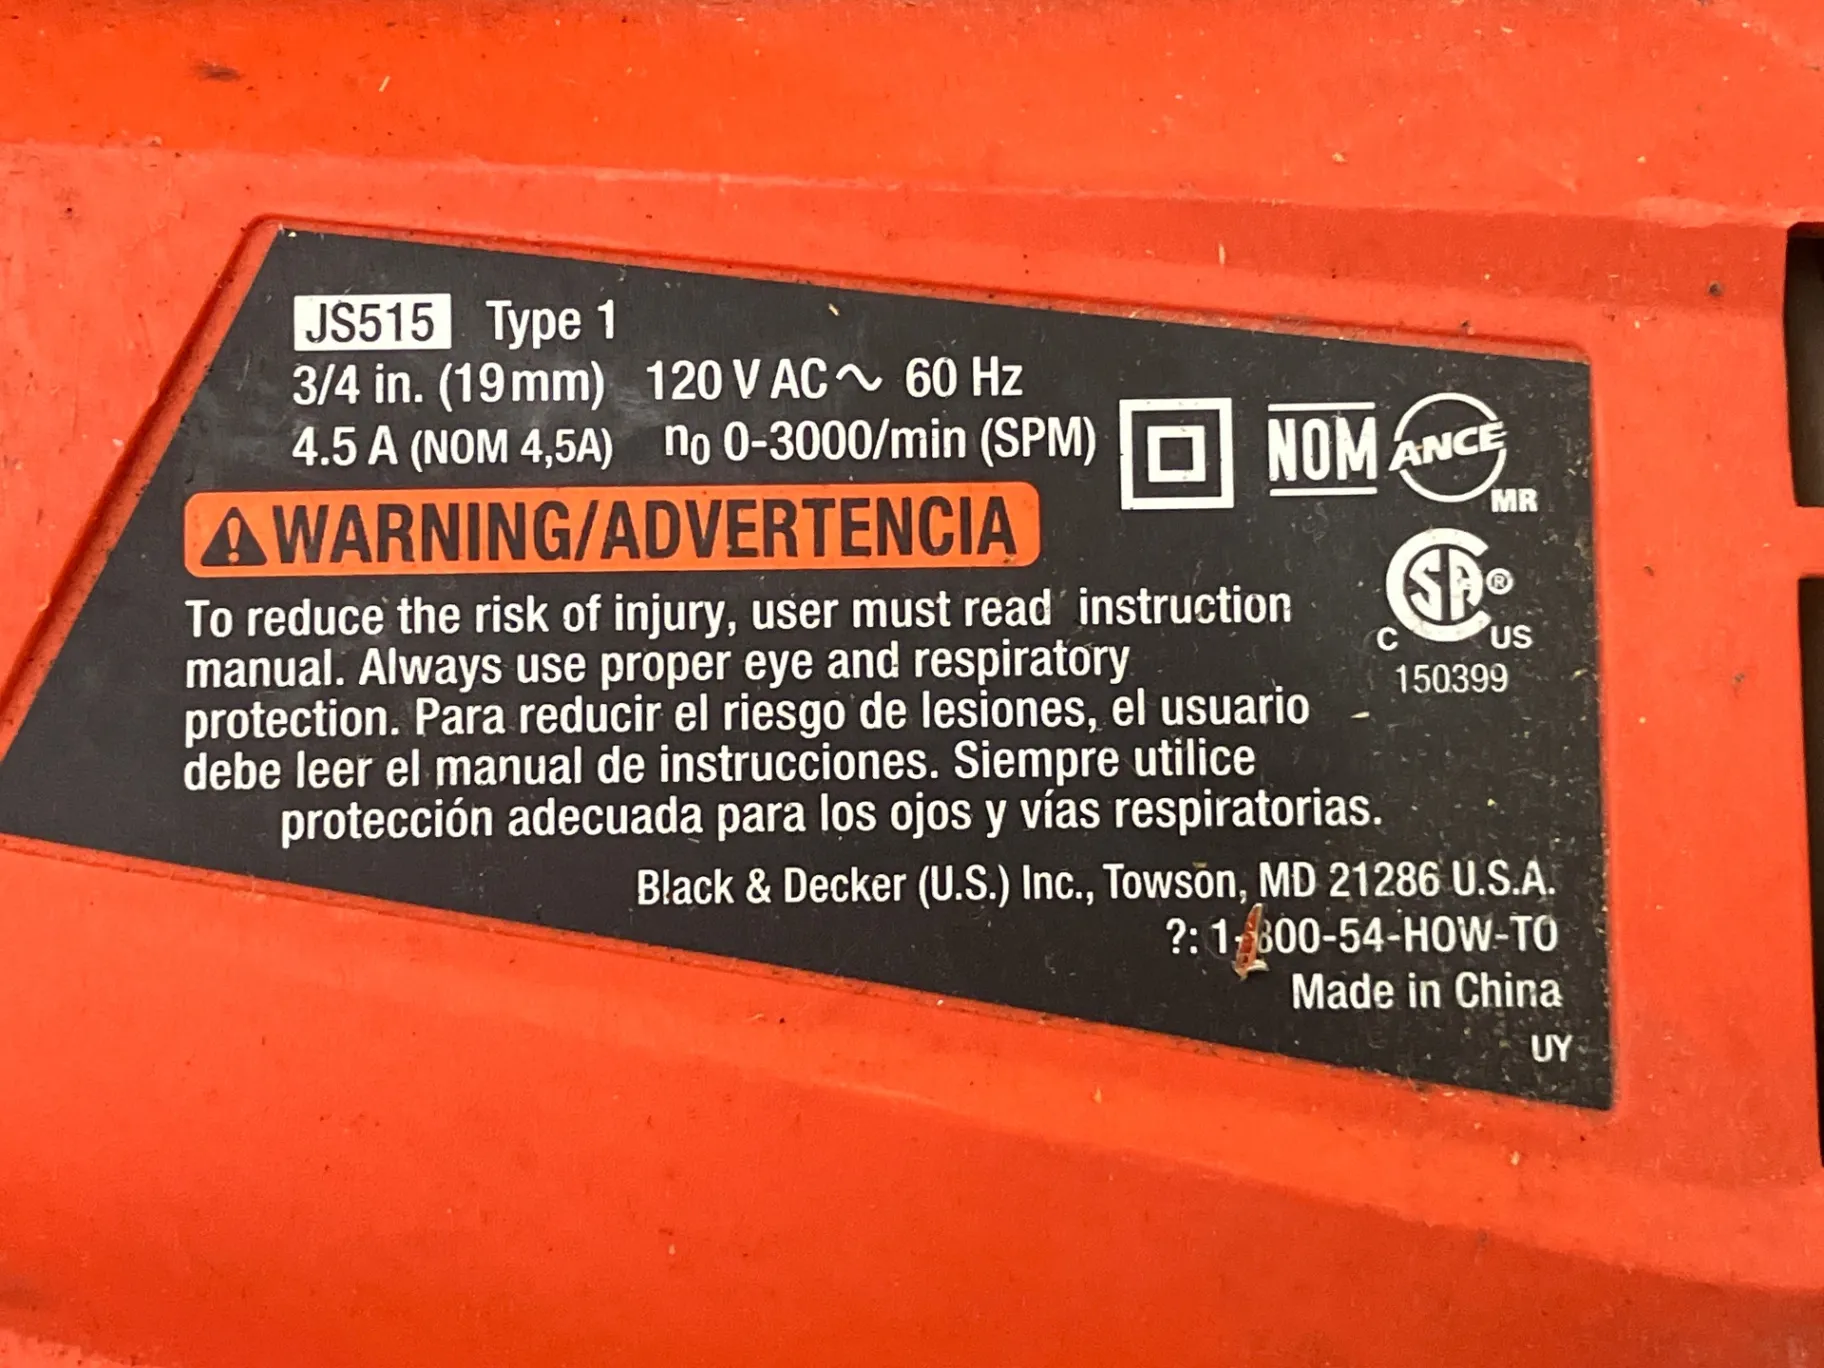 JS515 Type 1
3/4 in. (19mm) 120 V AC ~ 60 Hz
4.5 A (NOM 4,5A) n0 0-3000/min (SPM)
NOM ANCE MR
WARNING/ADVERTENCIA
To reduce the risk of injury, user must read instruction
manual. Always use proper eye and respiratory
protection. Para reducir el riesgo de lesiones, el usuario
debe leer el manual de instrucciones. Siempre utilice
protección adecuada para los ojos y vías respiratorias.
CSA®
C US
150399
Black & Decker (U.S.) Inc., Towson, MD 21286 U.S.A.
?: 1-800-54-HOW-TO
Made in China
UY